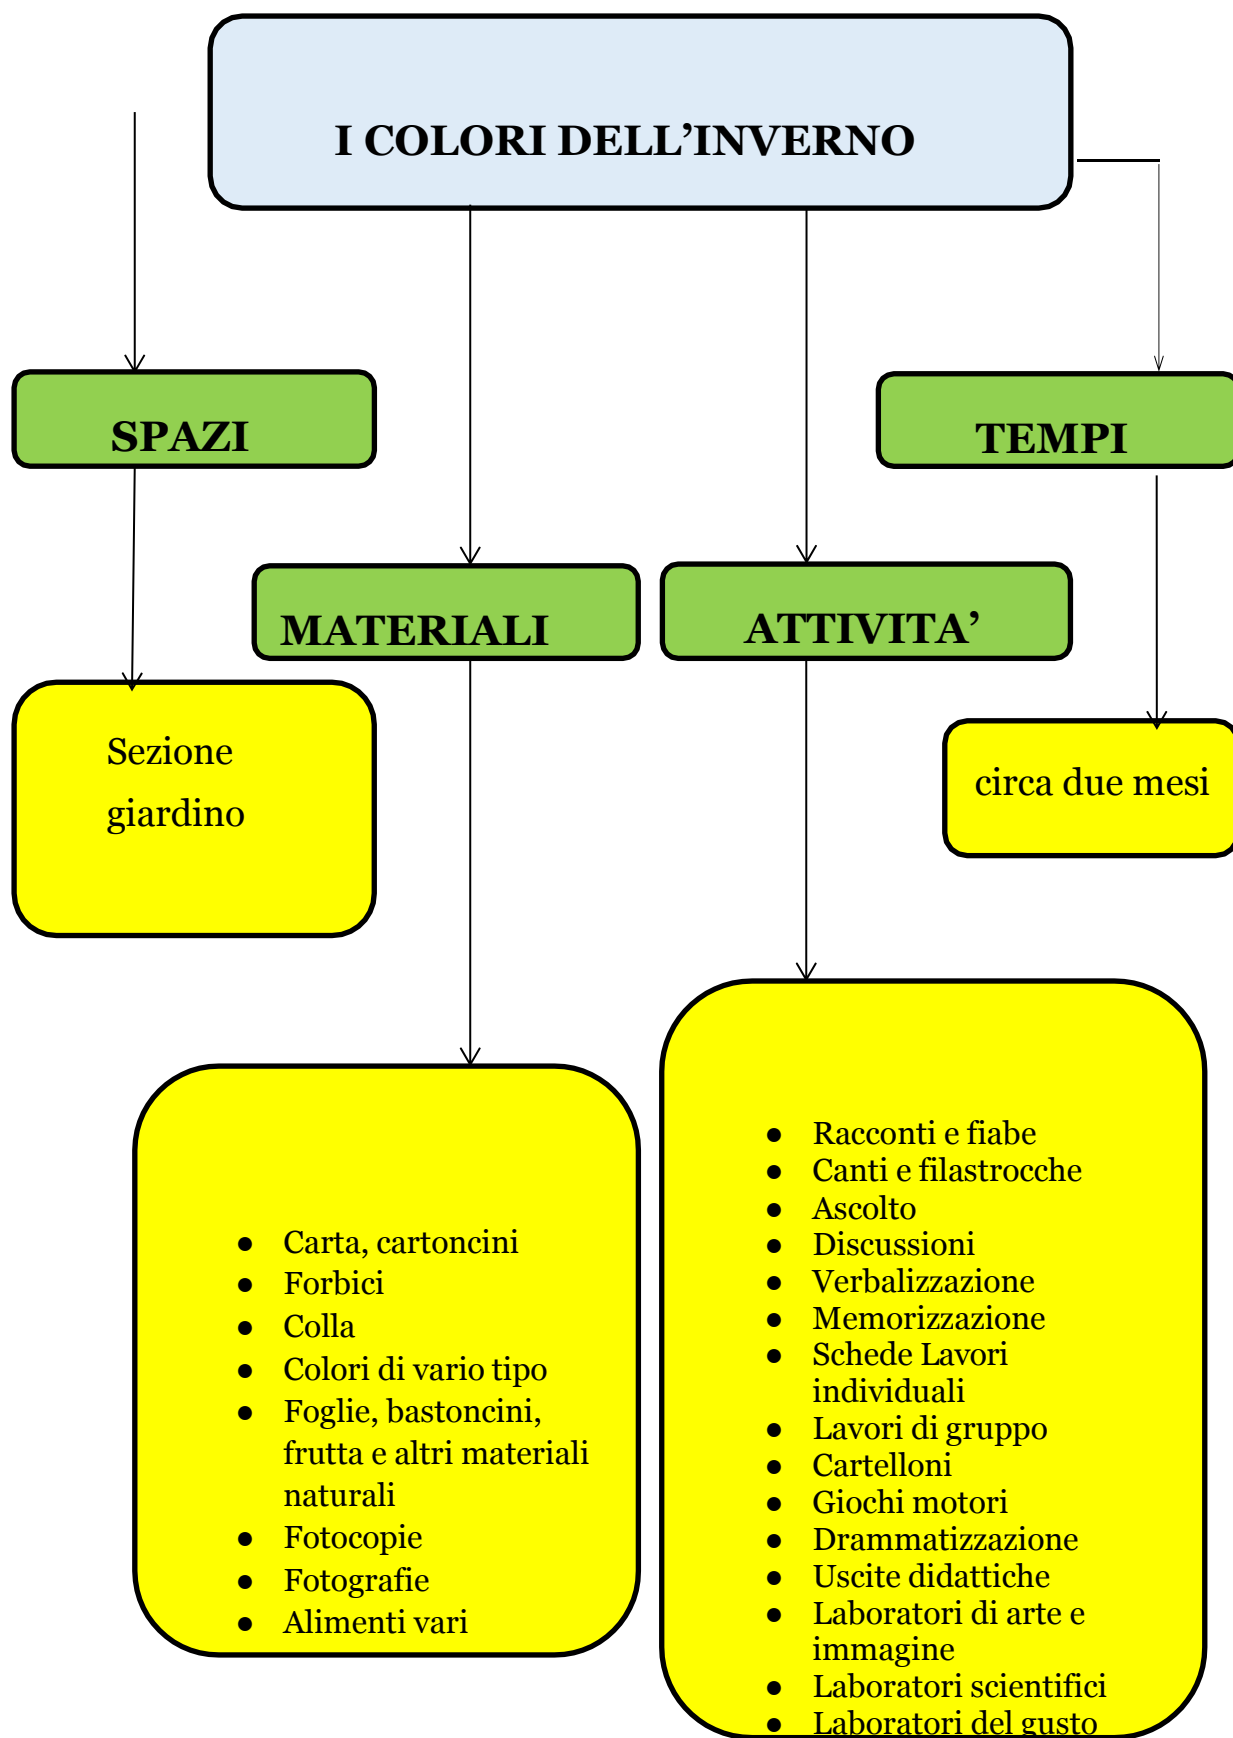 I COLORI DELL’INVERNO
SPAZI
TEMPI
MATERIALI
ATTIVITA’
Sezione
giardino
circa due mesi
● Carta, cartoncini
● Forbici
● Colla
● Colori di vario tipo
● Foglie, bastoncini,
frutta e altri materiali
naturali
● Fotocopie
● Fotografie
● Alimenti vari
● Racconti e fiabe
● Canti e filastrocche
● Ascolto
● Discussioni
● Verbalizzazione
● Memorizzazione
● Schede Lavori
individuali
● Lavori di gruppo
● Cartelloni
● Giochi motori
● Drammatizzazione
● Uscite didattiche
● Laboratori di arte e
immagine
● Laboratori scientifici
● Laboratori del gusto